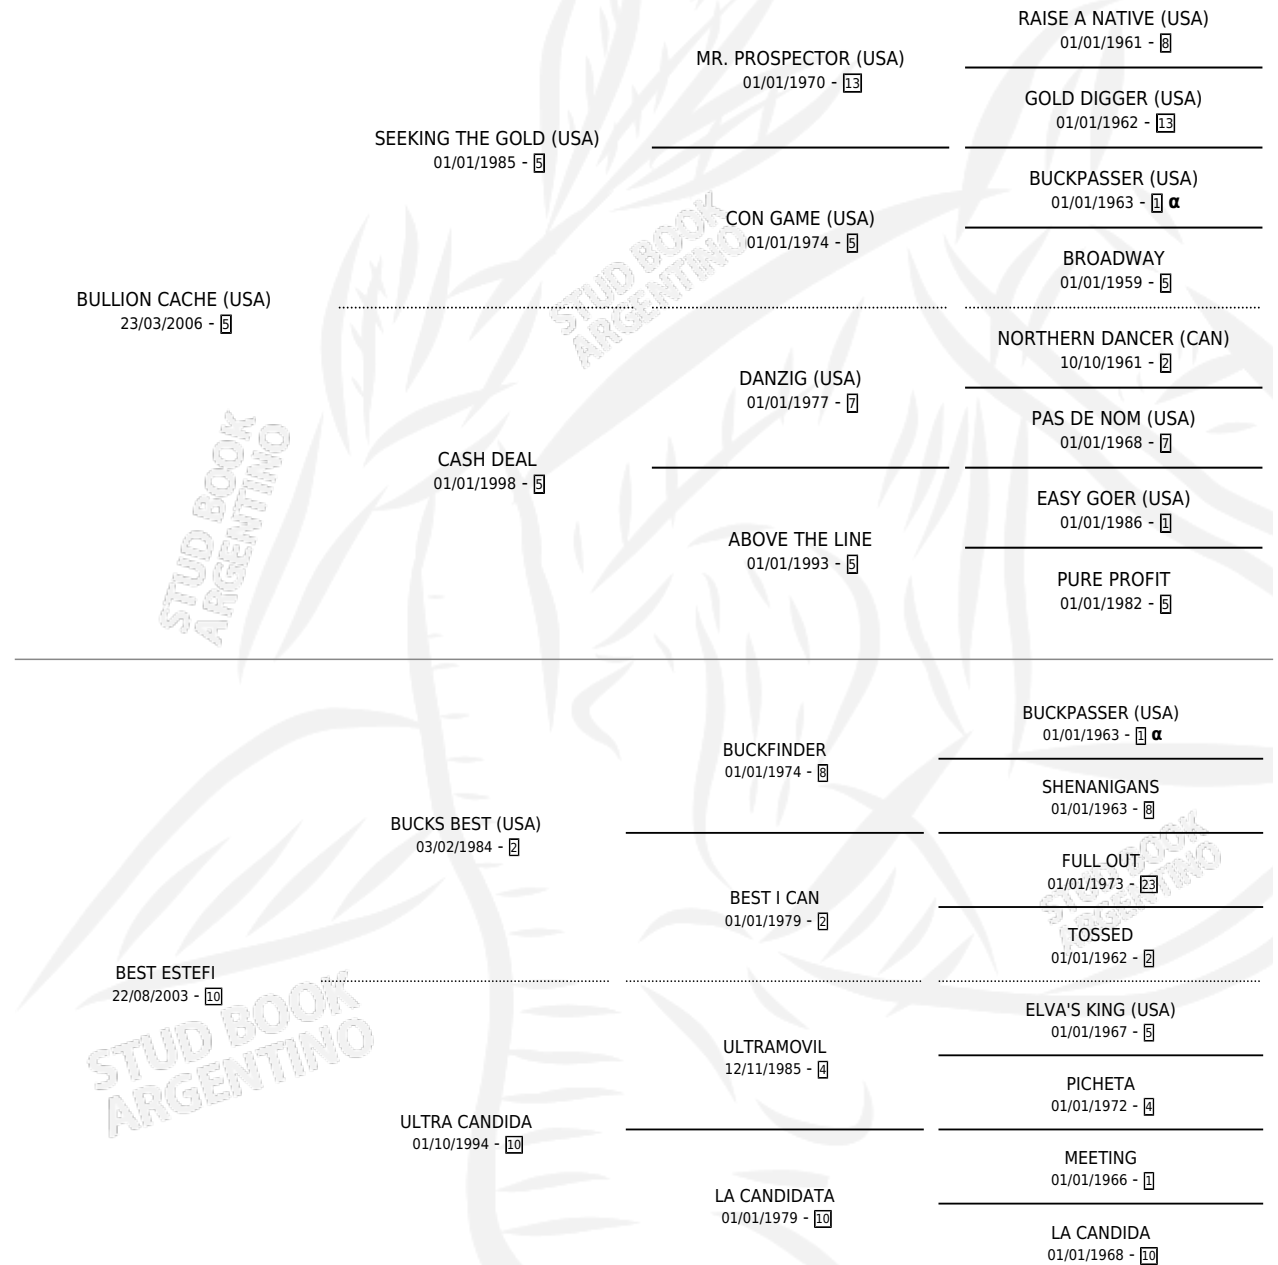 RAISE A NATIVE (USA)
01/01/1961 - 8
MR. PROSPECTOR (USA)
01/01/1970 - 13
GOLD DIGGER (USA)
01/01/1962 - 13
SEEKING THE GOLD (USA)
01/01/1985 - 5
BUCKPASSER (USA)
01/01/1963 - 1 α
CON GAME (USA)
01/01/1974 - 5
BROADWAY
01/01/1959 - 5
BULLION CACHE (USA)
23/03/2006 - 5
NORTHERN DANCER (CAN)
10/10/1961 - 2
DANZIG (USA)
01/01/1977 - 7
PAS DE NOM (USA)
01/01/1968 - 7
CASH DEAL
01/01/1998 - 5
EASY GOER (USA)
01/01/1986 - 1
ABOVE THE LINE
01/01/1993 - 5
PURE PROFIT
01/01/1982 - 5
BUCKPASSER (USA)
01/01/1963 - 1 α
BUCKFINDER
01/01/1974 - 8
SHENANIGANS
01/01/1963 - 8
BUCKS BEST (USA)
03/02/1984 - 2
FULL OUT
01/01/1973 - 23
BEST I CAN
01/01/1979 - 2
TOSSED
01/01/1962 - 2
BEST ESTEFI
22/08/2003 - 10
ELVA'S KING (USA)
01/01/1967 - 5
ULTRAMOVIL
12/11/1985 - 4
PICHETA
01/01/1972 - 4
ULTRA CANDIDA
01/10/1994 - 10
MEETING
01/01/1966 - 1
LA CANDIDATA
01/01/1979 - 10
LA CANDIDA
01/01/1968 - 10
STUD BOOK
ARGENTINO
STUD BOOK
ARGENTINO
STUD BOOK
ARGENTINO
STUD BOOK
ARGENTINO